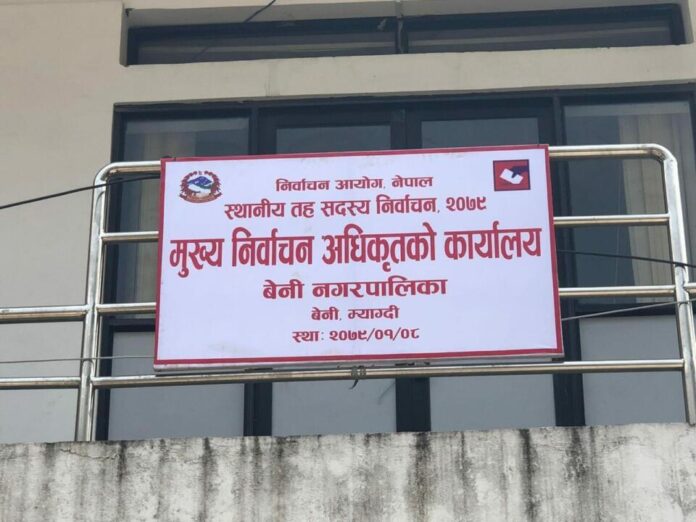 निर्वाचन आयोग, नेपाल
स्थानीय तह सदस्य निर्वाचन, २०७९
मुख्य निर्वाचन अधिकृतको कार्यालय
बेनी नगरपालिका
बेनी, म्याग्दी
स्था: २०७९/०१/०८